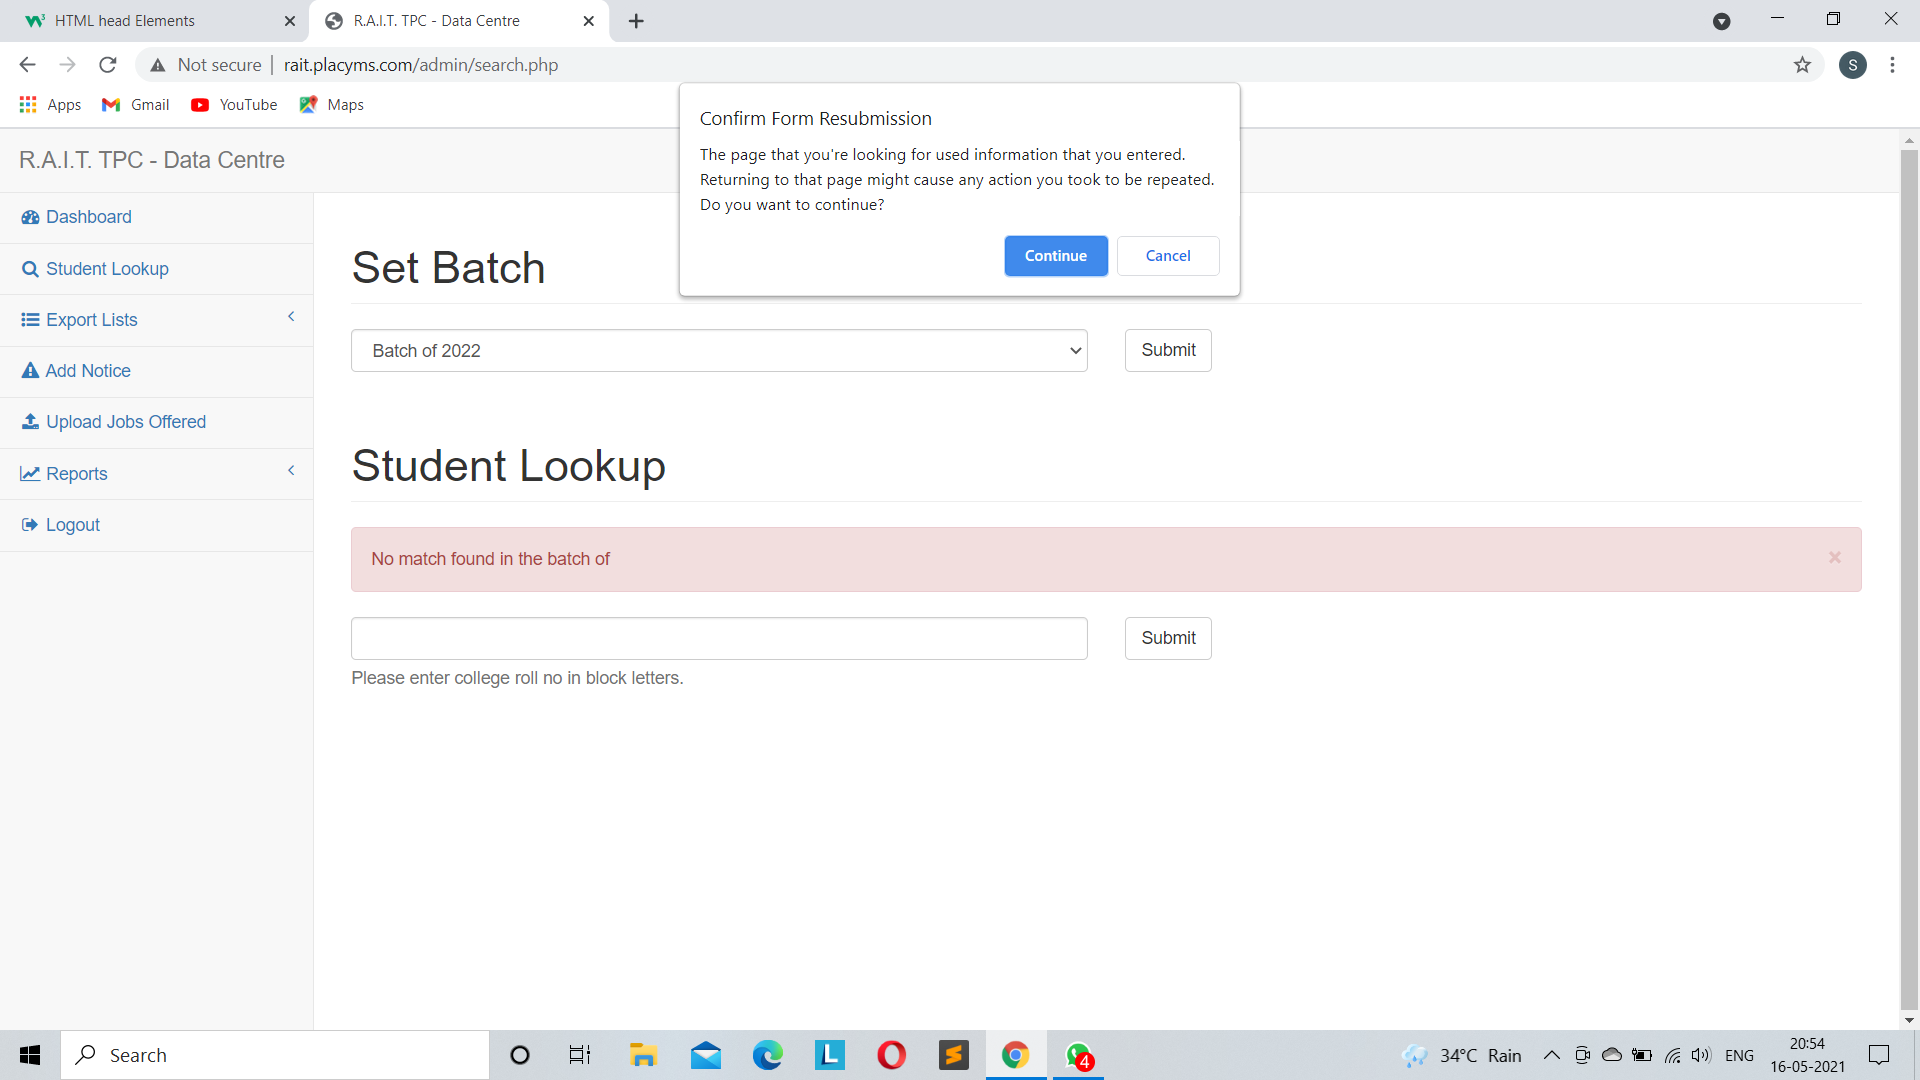 HTML head Elements
R.A.I.T. TPC - Data Centre
Not secure | rait.placyms.com/admin/search.php
S
Apps
Gmail
YouTube
Maps
Confirm Form Resubmission
The page that you're looking for used information that you entered.
Returning to that page might cause any action you took to be repeated.
Do you want to continue?
Continue
Cancel
R.A.I.T. TPC - Data Centre
Dashboard
Student Lookup
Export Lists
Add Notice
Upload Jobs Offered
Reports
Logout
Set Batch
Batch of 2022
Submit
Student Lookup
No match found in the batch of
×
Submit
Please enter college roll no in block letters.
Search
L
4
34°C Rain
ENG
20:54
16-05-2021